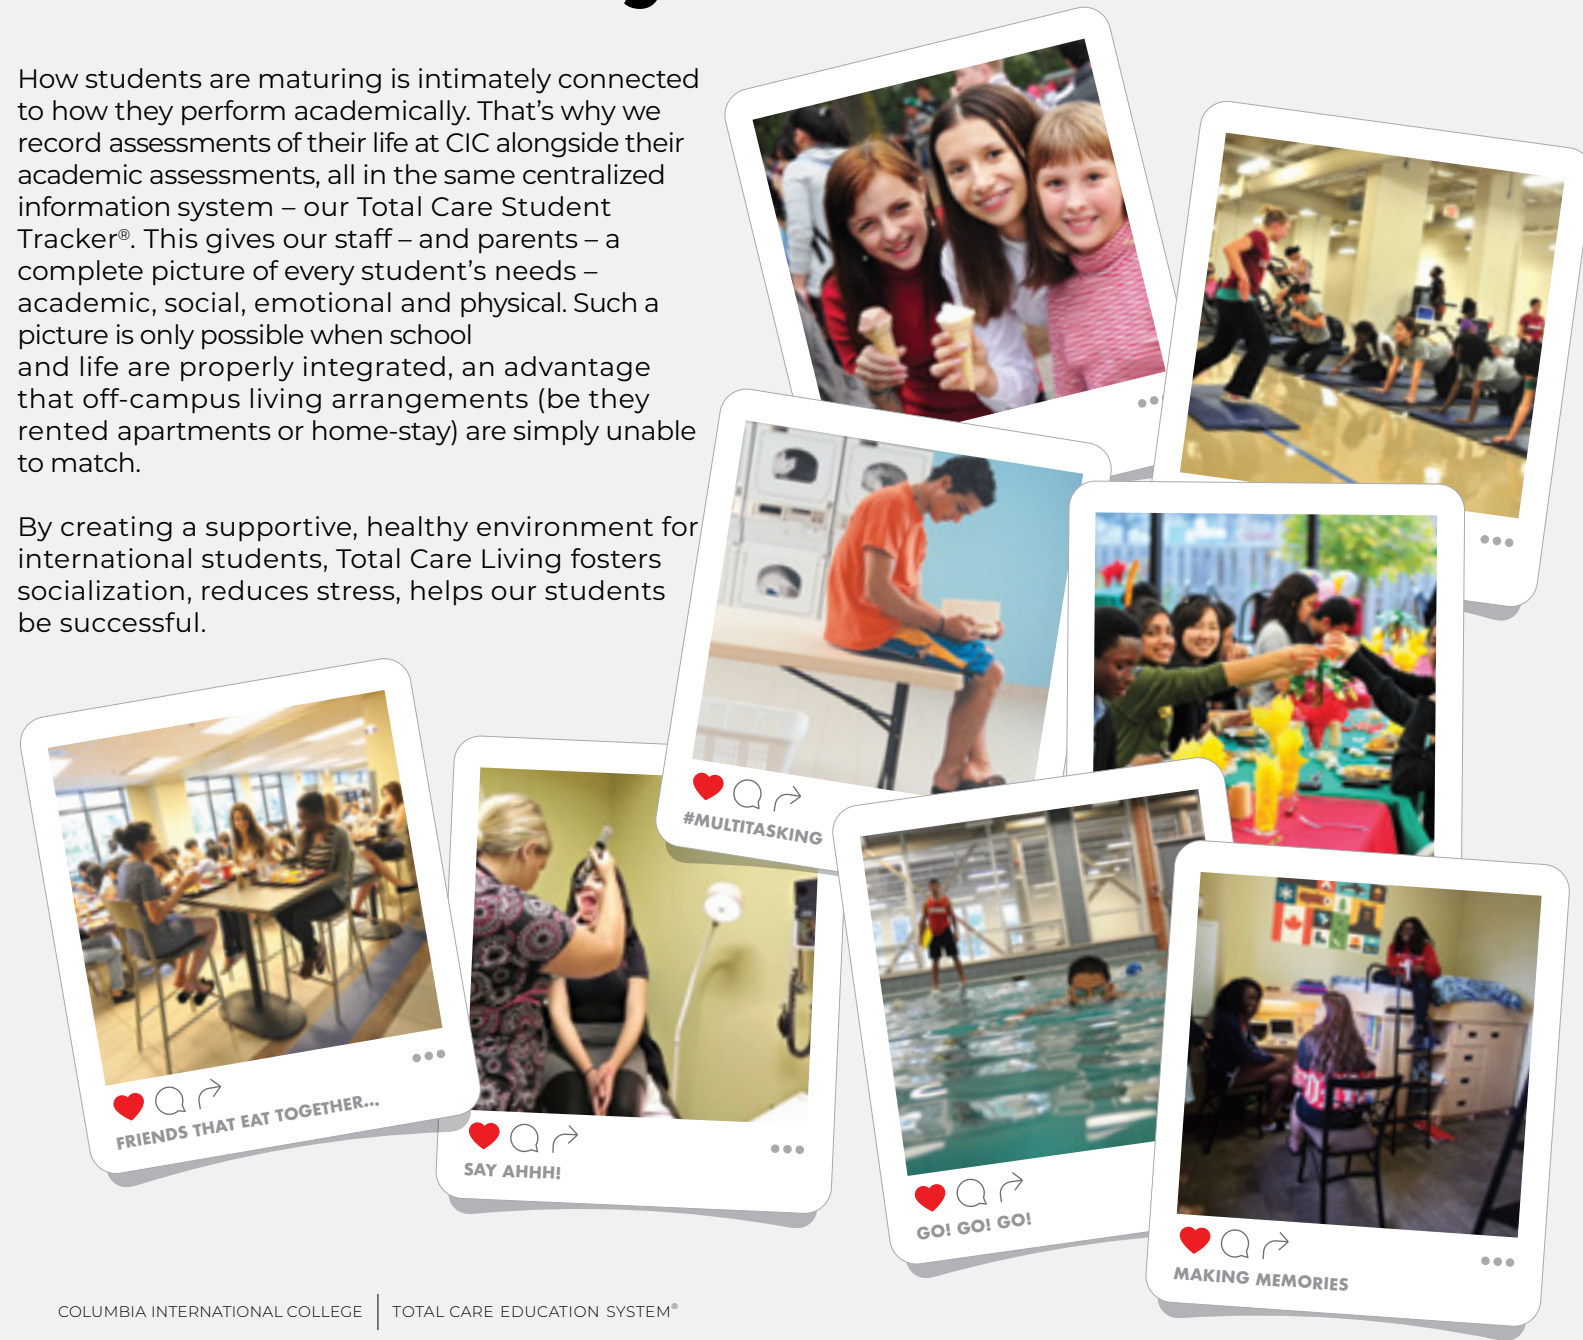 How students are maturing is intimately connected
to how they perform academically. That’s why we
record assessments of their life at CIC alongside their
academic assessments, all in the same centralized
information system – our Total Care Student
Tracker®. This gives our staff – and parents – a
complete picture of every student’s needs –
academic, social, emotional and physical. Such a
picture is only possible when school
and life are properly integrated, an advantage
that off-campus living arrangements (be they
rented apartments or home-stay) are simply unable
to match.
By creating a supportive, healthy environment for
international students, Total Care Living fosters
socialization, reduces stress, helps our students
be successful.
#MULTITASKING
FRIENDS THAT EAT TOGETHER...
SAY AHHH!
GO! GO! GO!
MAKING MEMORIES
COLUMBIA INTERNATIONAL COLLEGE | TOTAL CARE EDUCATION SYSTEM®